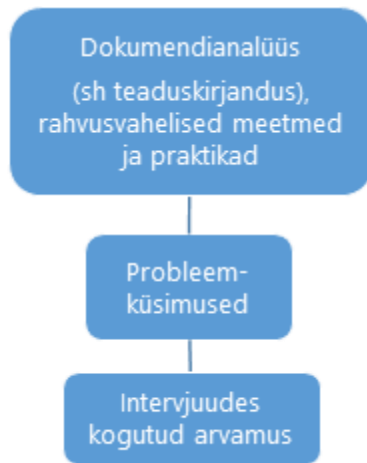 Dokumendianalüüs
(sh teaduskirjandus),
rahvusvahelised meetmed
ja praktikad
Probleem-
küsimused
Intervjuudes
kogutud arvamus